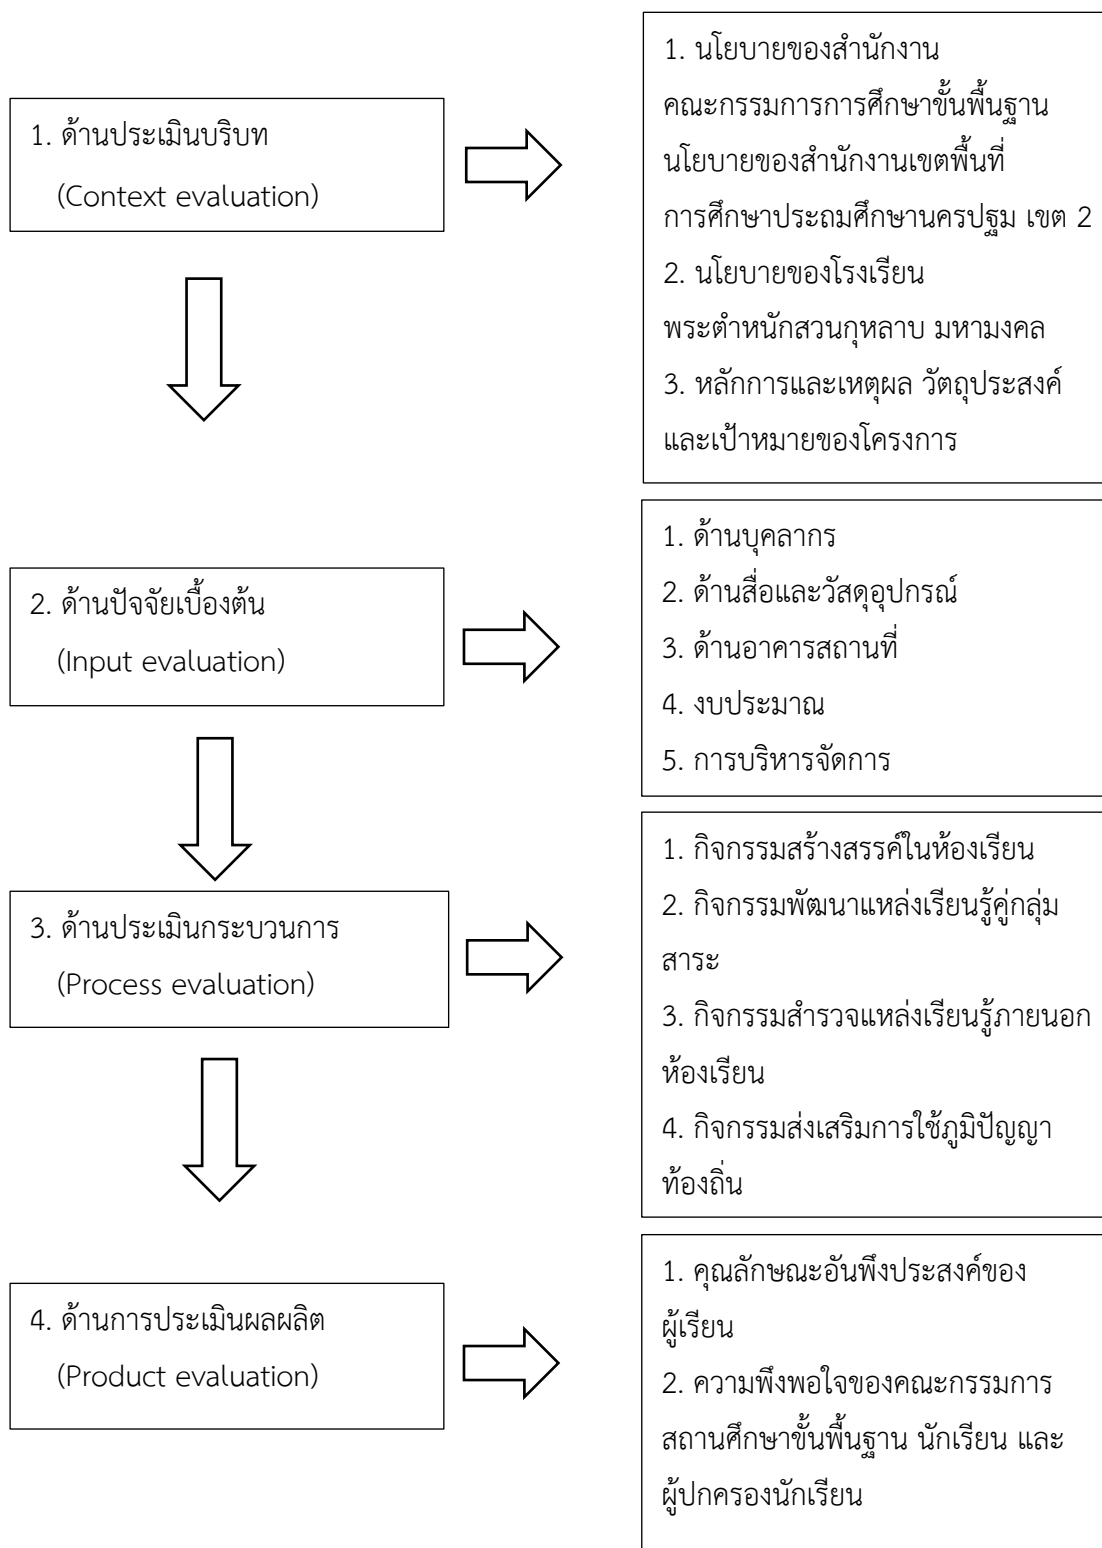 1. ด้านประเมินบริบท
(Context evaluation)
1. นโยบายของสำนักงาน
คณะกรรมการการศึกษาขั้นพื้นฐาน
นโยบายของสำนักงานเขตพื้นที่
การศึกษาประถมศึกษานครปฐม เขต 2
2. นโยบายของโรงเรียน
พระตำหนักสวนกุหลาบ มหามงคล
3. หลักการและเหตุผล วัตถุประสงค์
และเป้าหมายของโครงการ
2. ด้านปัจจัยเบื้องต้น
(Input evaluation)
1. ด้านบุคลากร
2. ด้านสื่อและวัสดุอุปกรณ์
3. ด้านอาคารสถานที่
4. งบประมาณ
5. การบริหารจัดการ
3. ด้านประเมินกระบวนการ
(Process evaluation)
1. กิจกรรมสร้างสรรค์ในห้องเรียน
2. กิจกรรมพัฒนาแหล่งเรียนรู้คู่กลุ่ม
สาระ
3. กิจกรรมสำรวจแหล่งเรียนรู้ภายนอก
ห้องเรียน
4. กิจกรรมส่งเสริมการใช้ภูมิปัญญา
ท้องถิ่น
4. ด้านการประเมินผลผลิต
(Product evaluation)
1. คุณลักษณะอันพึงประสงค์ของ
ผู้เรียน
2. ความพึงพอใจของคณะกรรมการ
สถานศึกษาขั้นพื้นฐาน นักเรียน และ
ผู้ปกครองนักเรียน